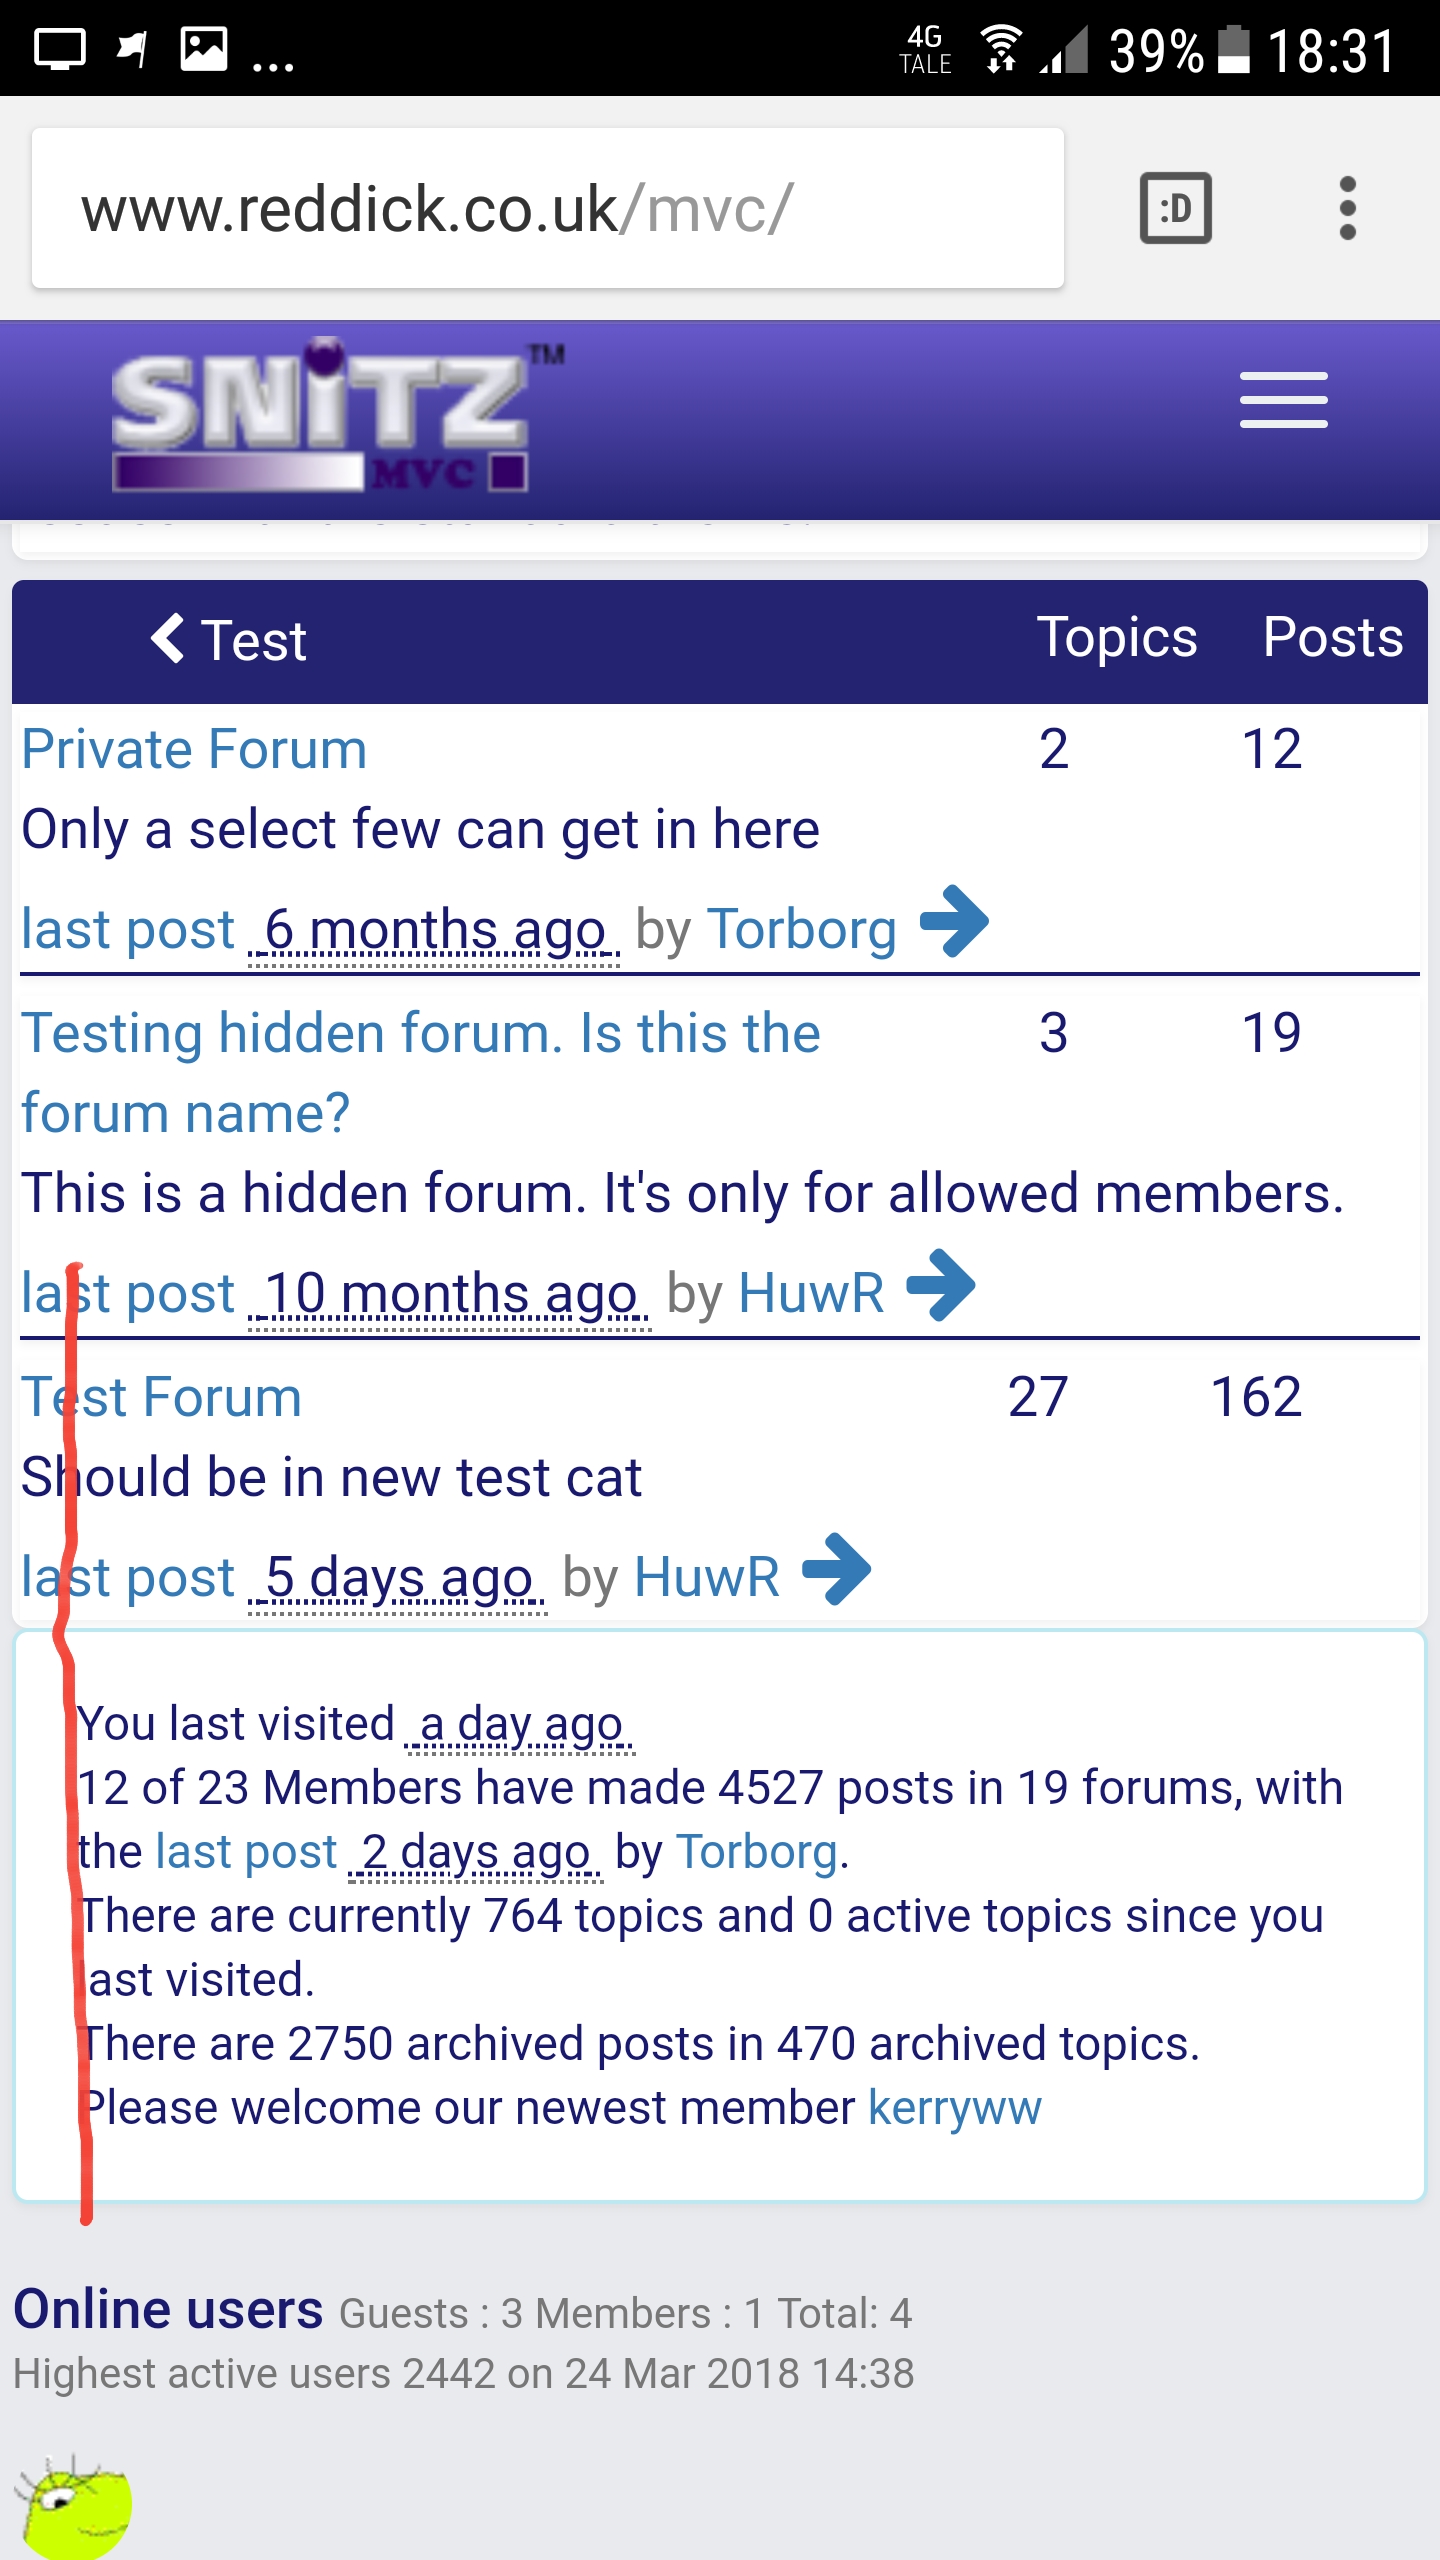 4G
TALE
39% 18:31
www.reddick.co.uk/mvc/
:D
SNiTZ™
MVC
Test Topics Posts
Private Forum 2 12
Only a select few can get in here
last post 6 months ago by Torborg
Testing hidden forum. Is this the 3 19
forum name?
This is a hidden forum. It's only for allowed members.
last post 10 months ago by HuwR
Test Forum 27 162
Should be in new test cat
last post 5 days ago by HuwR
You last visited a day ago
12 of 23 Members have made 4527 posts in 19 forums, with
the last post 2 days ago by Torborg.
There are currently 764 topics and 0 active topics since you
last visited.
There are 2750 archived posts in 470 archived topics.
Please welcome our newest member kerryww
Online users Guests : 3 Members : 1 Total: 4
Highest active users 2442 on 24 Mar 2018 14:38